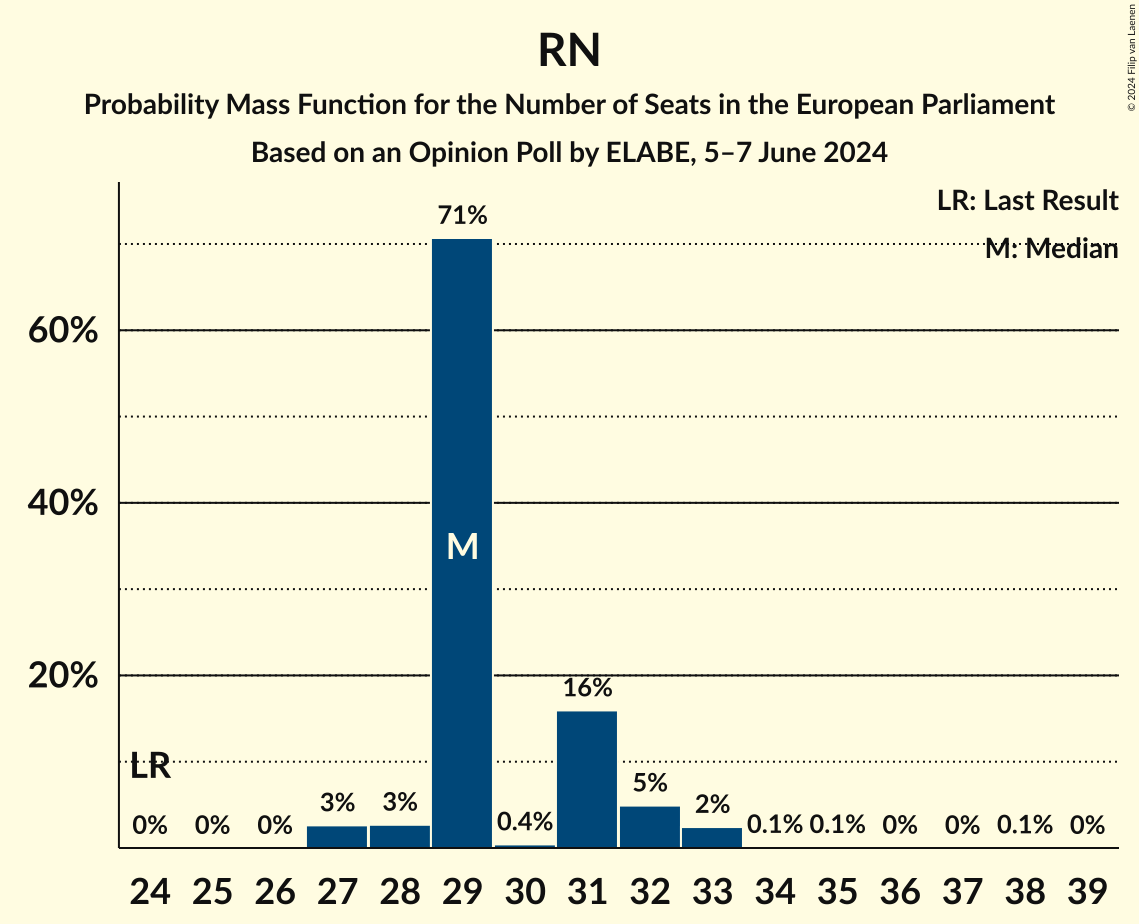 RN
Probability Mass Function for the Number of Seats in the European Parliament
Based on an Opinion Poll by ELABE, 5–7 June 2024
© 2024 Filip van Laenen
LR: Last Result
M: Median
71%
60%
40%
M
20%
16%
LR
5%
3% 3% 2%
0% 0% 0% 0.4% 0.1% 0.1% 0% 0% 0.1% 0%
24 25 26 27 28 29 30 31 32 33 34 35 36 37 38 39